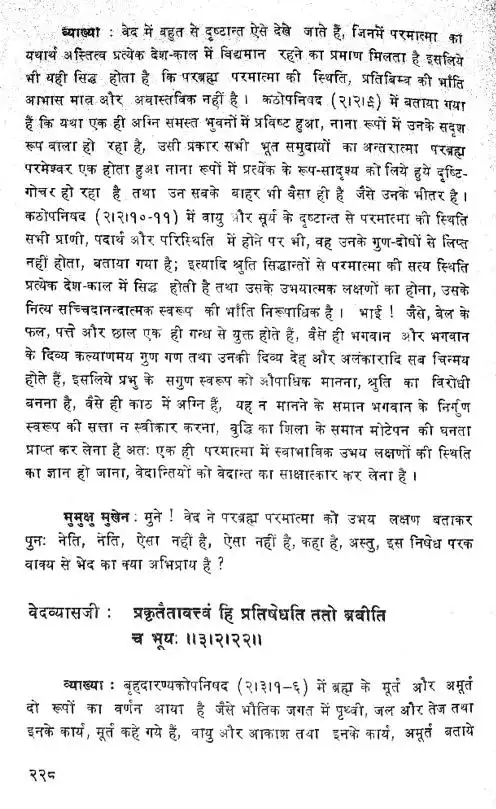 व्याख्या : वेद में बहुत से दृष्टान्त ऐसे देखे जाते हैं, जिनमें परमात्मा का
यथार्थ अस्तित्व प्रत्येक देश-काल में विद्यमान रहने का प्रमाण मिलता है इसलिये
भी यही सिद्ध होता है कि परब्रह्म परमात्मा की स्थिति, प्रतिबिम्ब की भाँति
आभास मात्र और अवास्तविक नहीं है । कठोपनिषद (२।२।९) में बताया गया
है कि यथा एक ही अग्नि समस्त भुवनों में प्रविष्ट हुआ, नाना रूपों में उनके सदृश
रूप वाला हो रहा है, उसी प्रकार सभी भूत समुदायों का अन्तरात्मा परब्रह्म
परमेश्वर एक होता हुआ नाना रूपों में प्रत्येक के रूप-सादृश्य को लिये हुये दृष्टि-
गोचर हो रहा है तथा उन सबके बाहर भी वैसा ही है जैसे उनके भीतर है ।
कठोपनिषद (२।२।१०-११) में वायु और सूर्य के दृष्टान्त से परमात्मा की स्थिति
सभी प्राणी, पदार्थ और परिस्थिति में होने पर भी, वह उनके गुण-दोषों से लिप्त
नहीं होता, बताया गया है; इत्यादि श्रुति सिद्धान्तों से परमात्मा की सत्य स्थिति
प्रत्येक देश-काल में सिद्ध होती है तथा उसके उभयात्मक लक्षणों का होना, उसके
नित्य सच्चिदानन्दात्मक स्वरूप की भाँति निरूपाधिक है । भाई ! जैसे, बेल के
फल, पत्ते और छाल एक ही गन्ध से युक्त होते हैं, वैसे ही भगवान और भगवान
के दिव्य कल्याणमय गुण गण तथा उनकी दिव्य देह और अलंकारादि सब चिन्मय
होते हैं, इसलिये प्रभु के सगुण स्वरूप को औपाधिक मानना, श्रुति का विरोधी
बनना है, वैसे ही काठ में अग्नि हैं, यह न मानने के समान भगवान के निर्गुण
स्वरूप की सत्ता न स्वीकार करना, बुद्धि का शिला के समान मोटेपन की घनता
प्राप्त कर लेना है अतः एक ही परमात्मा में स्वाभाविक उभय लक्षणों की स्थिति
का ज्ञान हो जाना, वेदान्तियों को वेदान्त का साक्षात्कार कर लेना है ।
मुमुक्षु मुखेन : मुने ! वेद ने परब्रह्म परमात्मा को उभय लक्षण बताकर
पुनः नेति, नेति, ऐसा नहीं है, ऐसा नहीं है, कहा है, अस्तु, इस निषेध परक
वाक्य से भेद का क्या अभिप्राय है ?
वेदव्यासजी : प्रकृतैतावत्त्वं हि प्रतिषेधति ततो ब्रवीति
च भूयः ॥३।२।२२॥
व्याख्या : बृहदारण्यकोपनिषद (२।३।१-६) में ब्रह्म के मूर्त और अमूर्त
दो रूपों का वर्णन आया है जैसे भौतिक जगत में पृथ्वी, जल और तेज तथा
इनके कार्य, मूर्त कहे गये हैं, वायु और आकाश तथा इनके कार्य, अमूर्त बताये
२२८